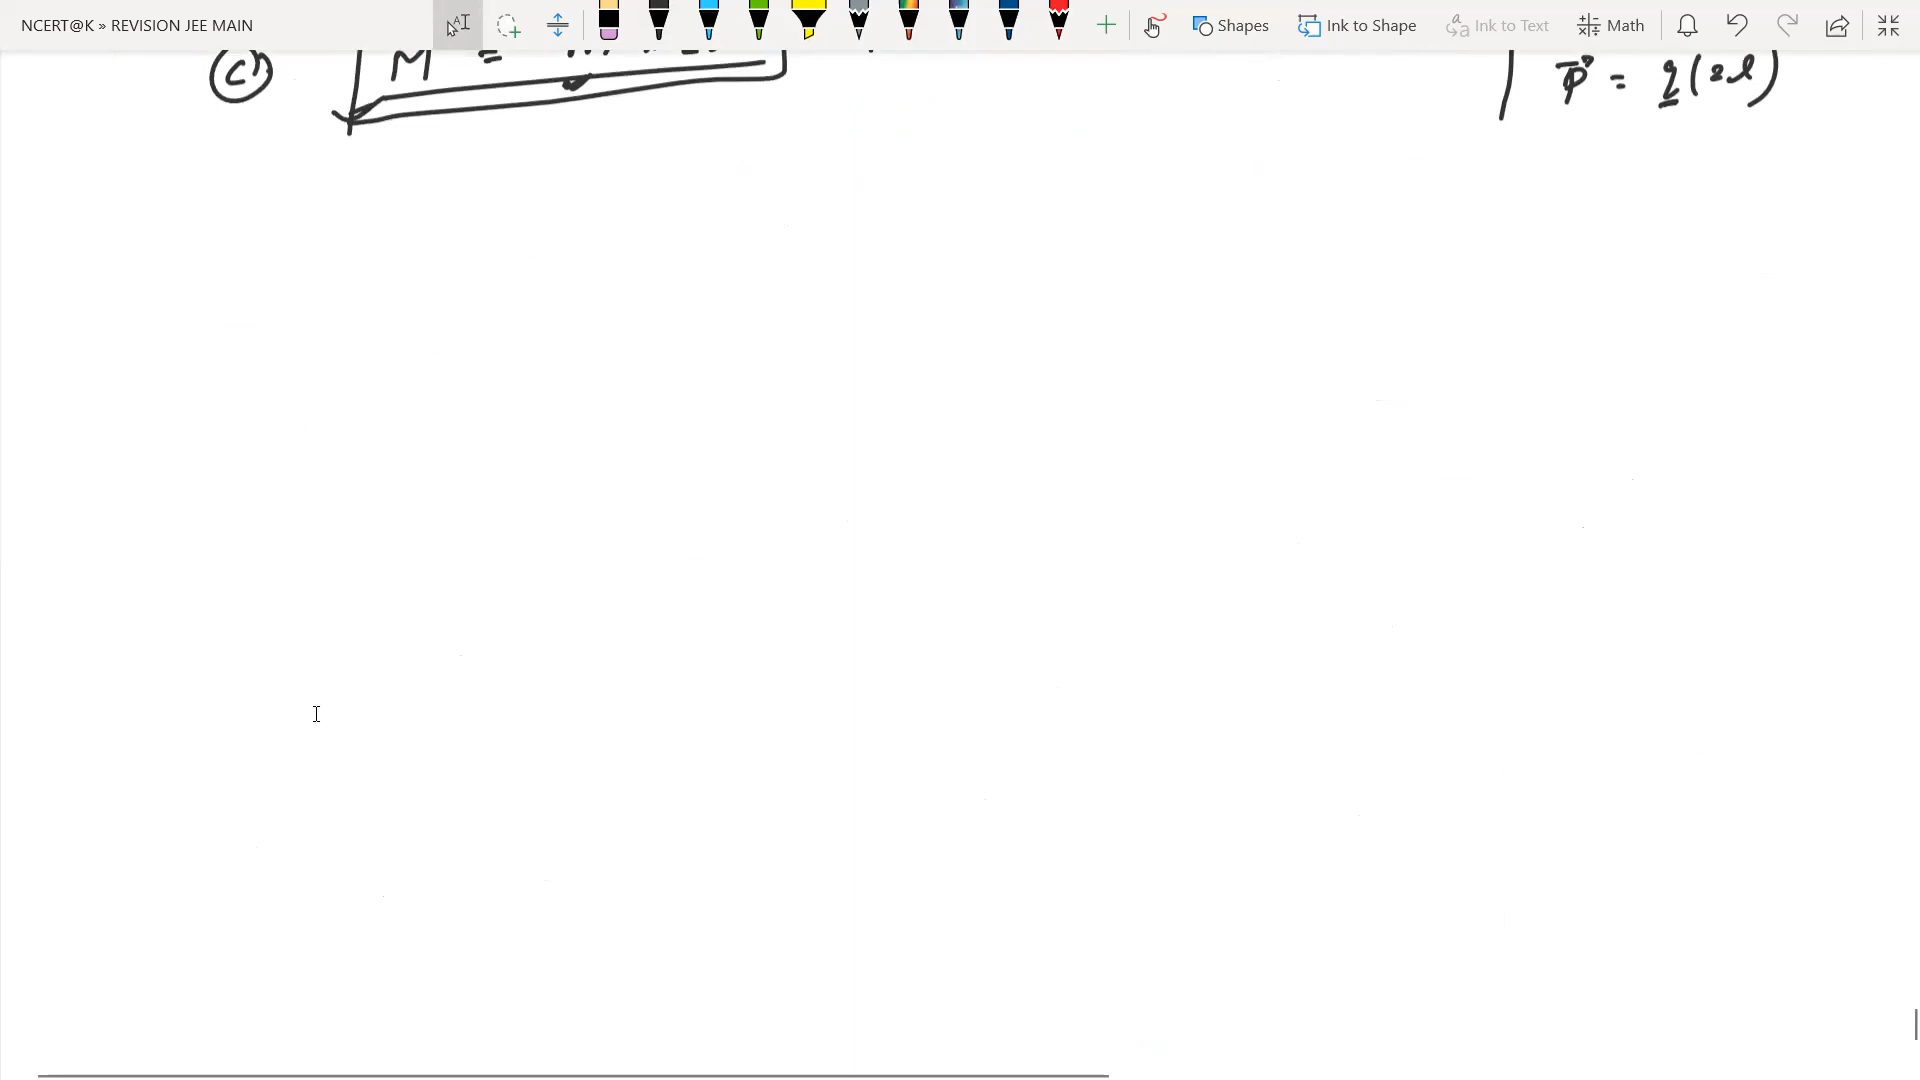 NCERT@K » REVISION JEE MAIN Shapes Ink to Shape Ink to Text Math
M =
P⃗ = q(2l)